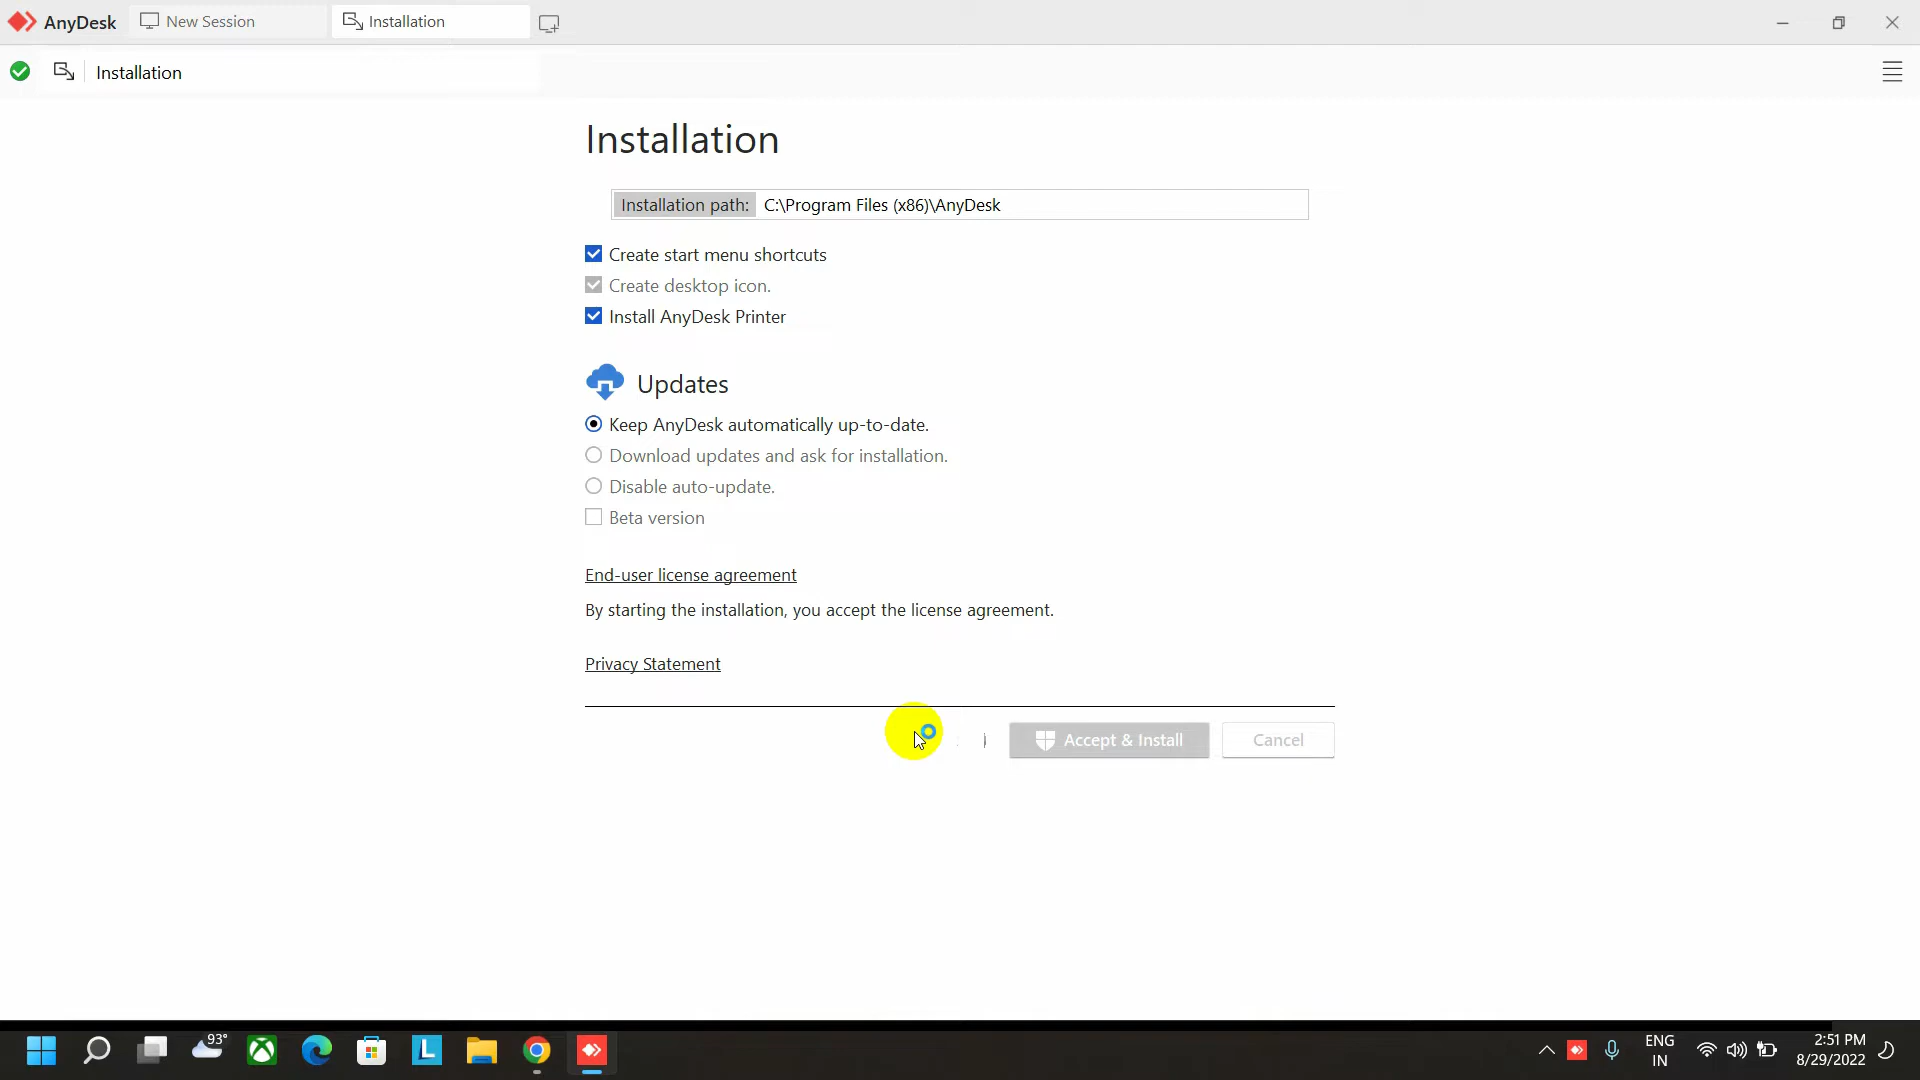 AnyDesk
New Session
Installation
Installation
Installation
Installation path: C:\Program Files (x86)\AnyDesk
Create start menu shortcuts
Create desktop icon.
Install AnyDesk Printer
Updates
Keep AnyDesk automatically up-to-date.
Download updates and ask for installation.
Disable auto-update.
Beta version
End-user license agreement
By starting the installation, you accept the license agreement.
Privacy Statement
Accept & Install
Cancel
93°
L
ENG
IN
2:51 PM
8/29/2022